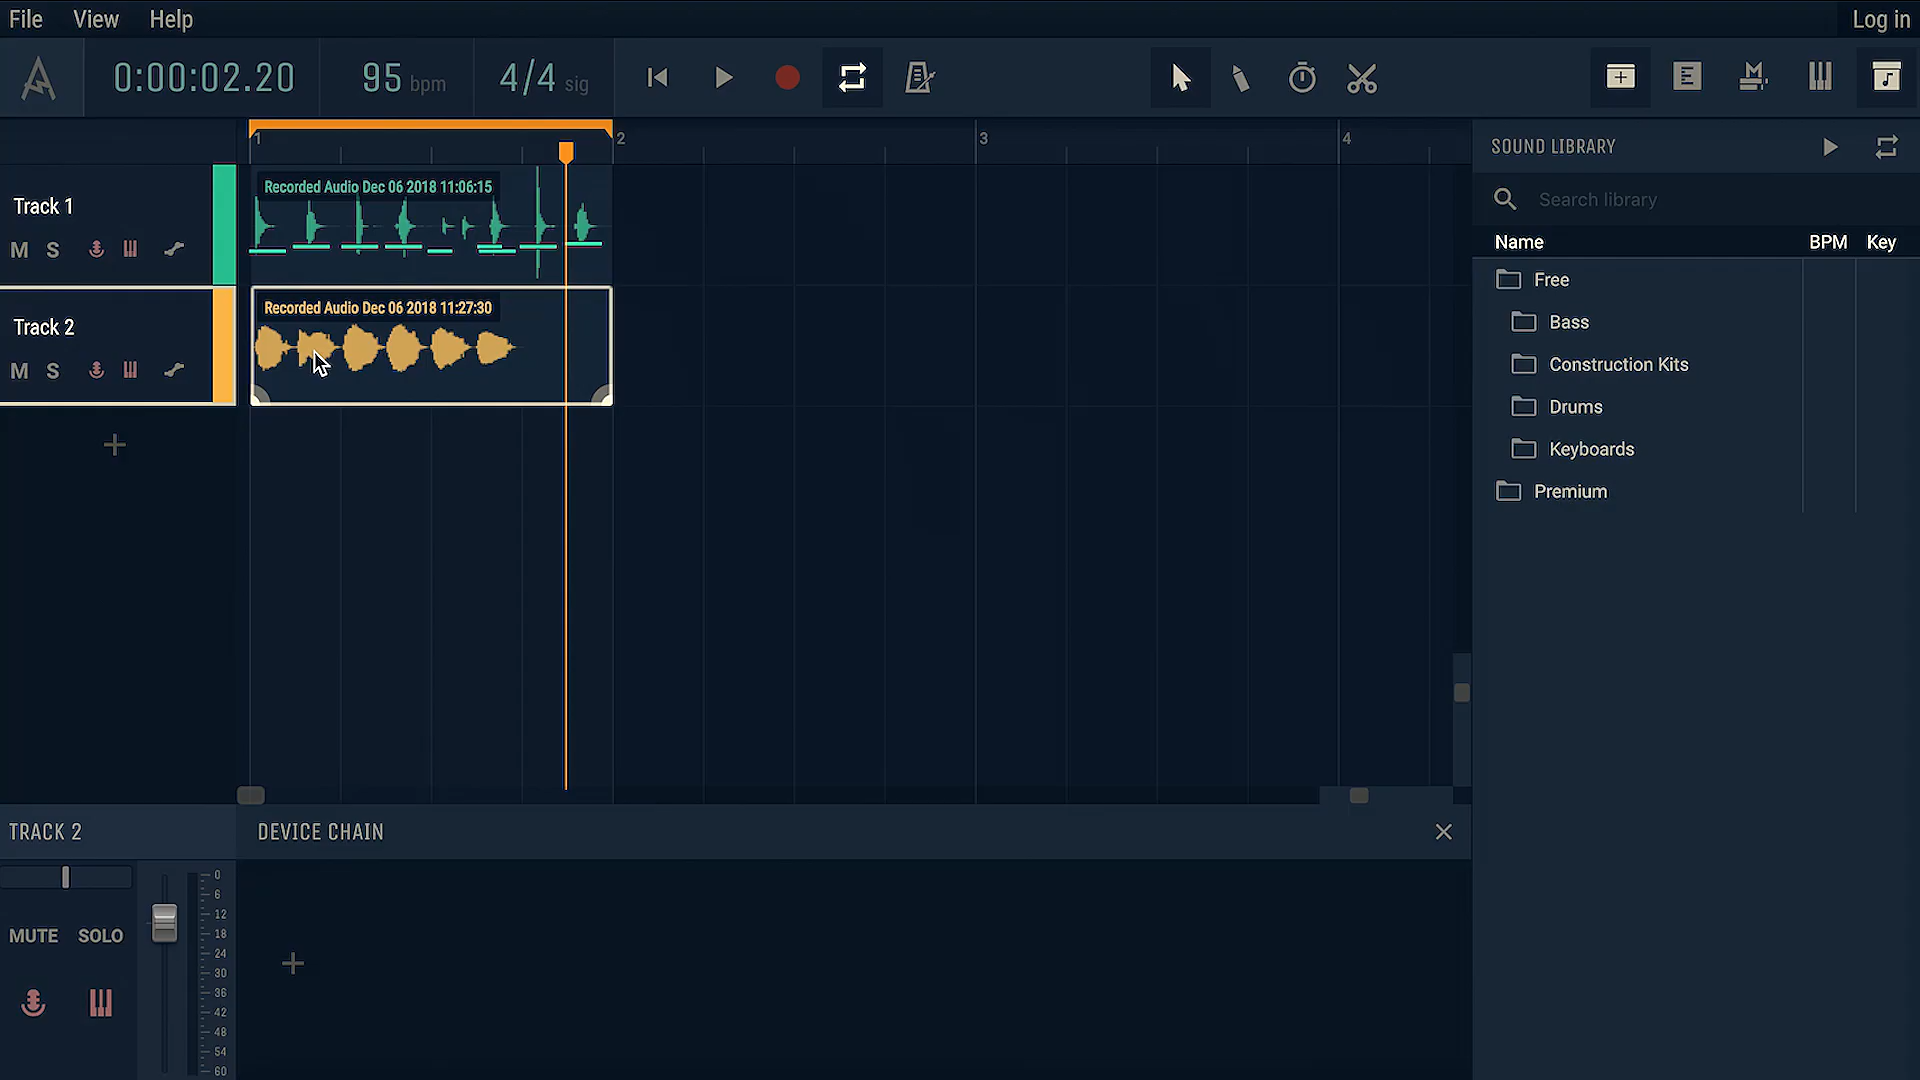 File View Help Log in
0:00:02.20 95 bpm 4/4 sig
1 2 3 4
SOUND LIBRARY
Search library
Name BPM Key
Free
Bass
Construction Kits
Drums
Keyboards
Premium
Track 1
M S
Recorded Audio Dec 06 2018 11:06:15
Track 2
M S
Recorded Audio Dec 06 2018 11:27:30
TRACK 2
DEVICE CHAIN
MUTE SOLO
0
6
12
18
24
30
36
42
48
54
60